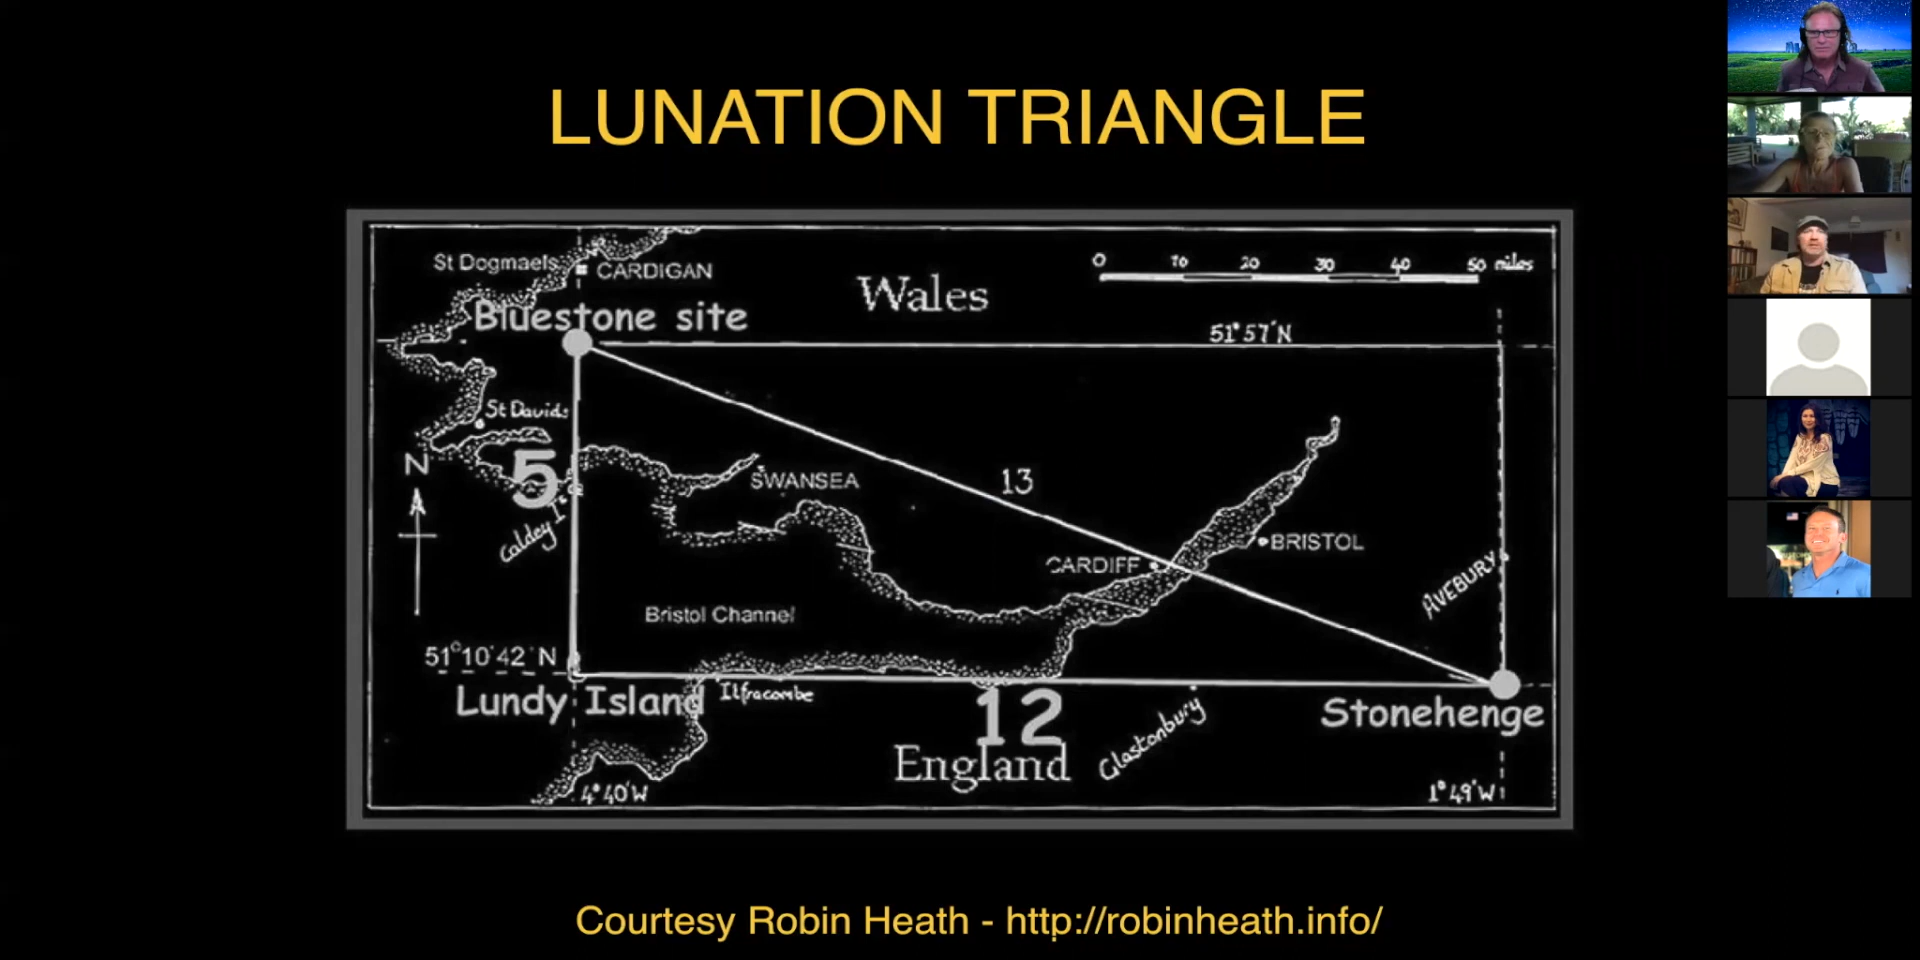 LUNATION TRIANGLE
St Dogmaels
CARDIGAN
Wales
0 10 20 30 40 50 miles
Bluestone site
51°57'N
St Davids
N
5
SWANSEA
13
Caldey I
CARDIFF
BRISTOL
AVEBURY
Bristol Channel
51°10'42"N
Lundy Island
Ilfracombe
12
Stonehenge
England
Glastonbury
4°40'W
1°49'W
Courtesy Robin Heath - http://robinheath.info/